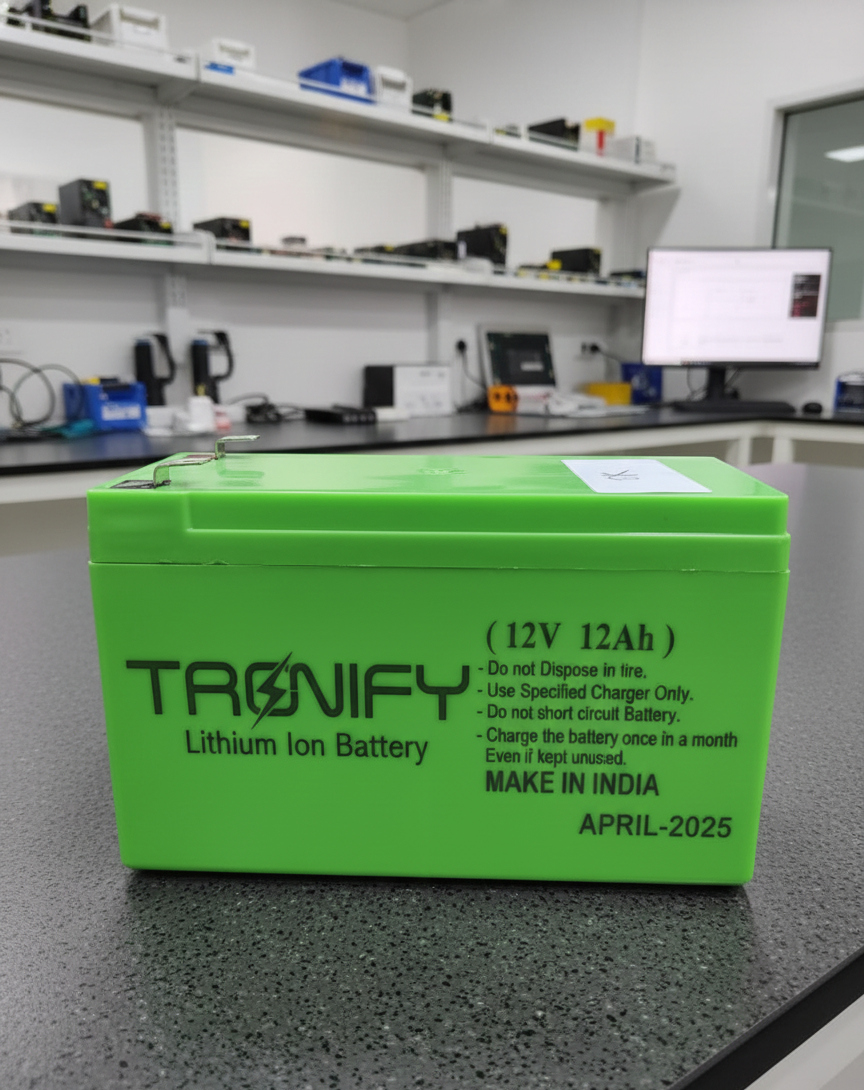 ( 12V 12Ah )
- Do not Dispose in fire.
- Use Specified Charger Only.
- Do not short circuit Battery.
- Charge the battery once in a month
Even if kept unused.
MAKE IN INDIA
APRIL-2025
TRONIFY
Lithium Ion Battery